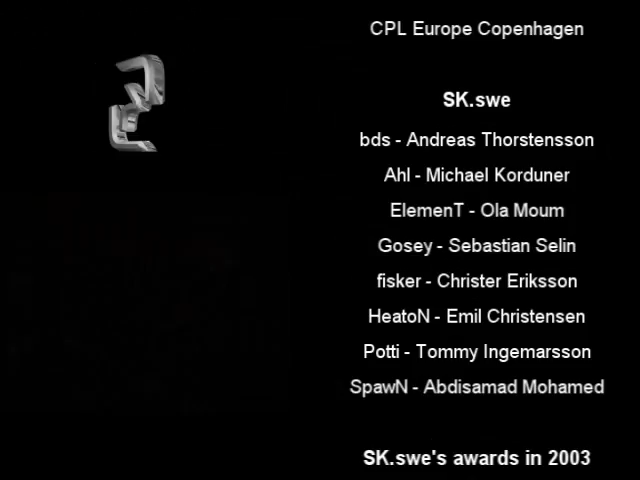 CPL Europe Copenhagen
SK.swe
bds - Andreas Thorstensson
Ahl - Michael Korduner
ElemenT - Ola Moum
Gosey - Sebastian Selin
fisker - Christer Eriksson
HeatoN - Emil Christensen
Potti - Tommy Ingemarsson
SpawN - Abdisamad Mohamed
SK.swe's awards in 2003